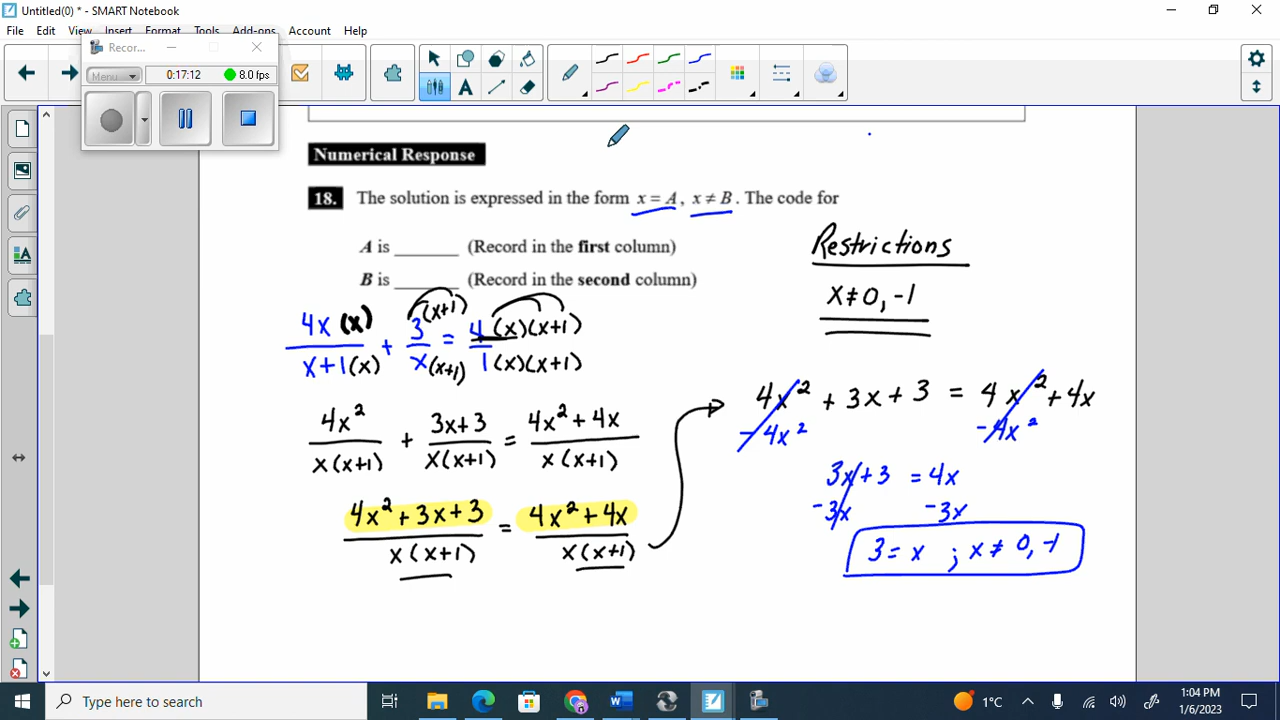 Untitled(0) * - SMART Notebook
File Edit View Insert Format Tools Add-ons Account Help
Recor...
Menu 0:17:12 8.0 fps
Numerical Response
18. The solution is expressed in the form x = A, x ≠ B. The code for
A is ______ (Record in the first column)
B is ______ (Record in the second column)
Restrictions
x ≠ 0, -1
4x (x) / x+1 (x) + 3 (x+1) / x (x+1) = 4 (x)(x+1) / 1 (x)(x+1)
4x² / x(x+1) + 3x+3 / x(x+1) = 4x²+4x / x(x+1)
4x²+3x+3 / x(x+1) = 4x²+4x / x(x+1)
4x² + 3x + 3 = 4x² + 4x
-4x² -4x²
3x+3 = 4x
-3x -3x
3 = x ; x ≠ 0, -1
Type here to search
1°C
1:04 PM
1/6/2023